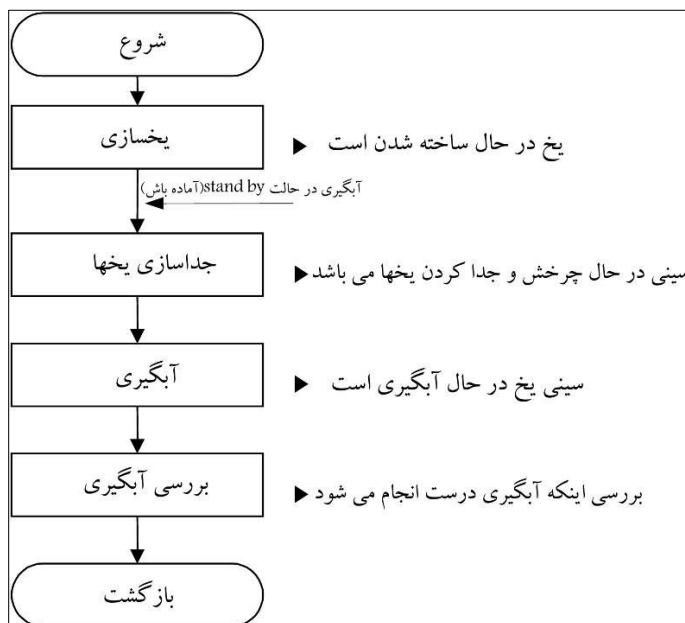 شروع
یخسازی
یخ در حال ساخته شدن است
آبگیری در حالت stand by(آماده باش)
جداسازی یخها
سینی در حال چرخش و جدا کردن یخها می باشد
آبگیری
سینی یخ در حال آبگیری است
بررسی آبگیری
بررسی اینکه آبگیری درست انجام می شود
بازگشت